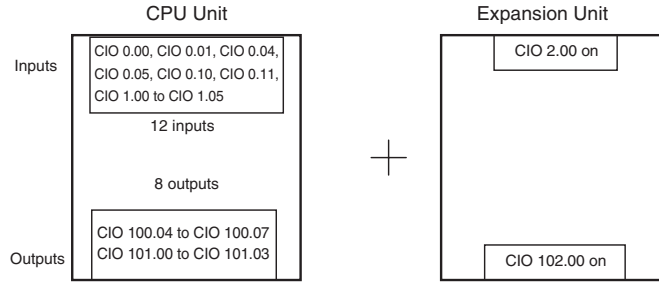 CPU Unit
Expansion Unit
Inputs
CIO 0.00, CIO 0.01, CIO 0.04,
CIO 0.05, CIO 0.10, CIO 0.11,
CIO 1.00 to CIO 1.05
CIO 2.00 on
12 inputs
8 outputs
Outputs
CIO 100.04 to CIO 100.07
CIO 101.00 to CIO 101.03
CIO 102.00 on